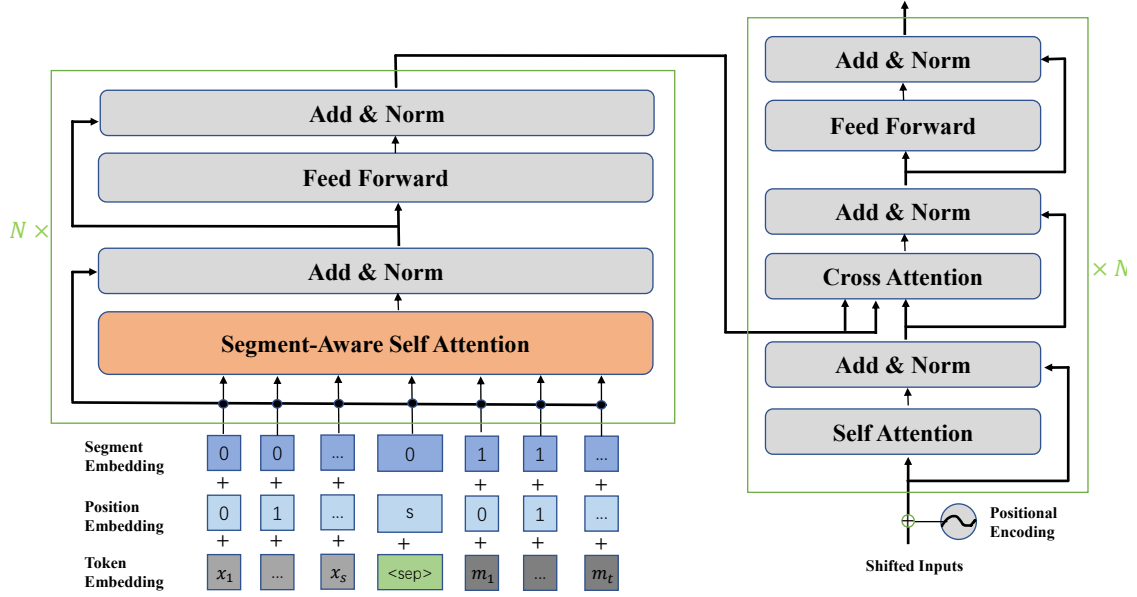 Add & Norm
Feed Forward
N ×
Add & Norm
Segment-Aware Self Attention
Segment
Embedding
0 0 ... 0 1 1 ...
+ + + + + +
Position
Embedding
0 1 ... s 0 1 ...
+ + + + + + +
Token
Embedding
x₁ ... xₛ <sep> m₁ ... mₜ
Add & Norm
Feed Forward
Add & Norm
Cross Attention
× N
Add & Norm
Self Attention
Positional
Encoding
Shifted Inputs